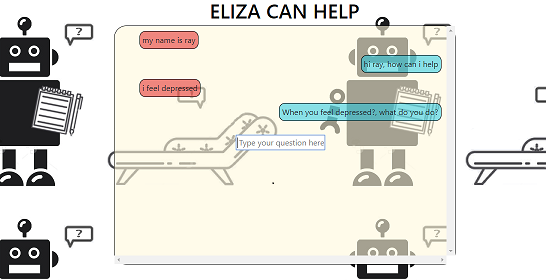 ELIZA CAN HELP
?
?
my name is ray
hi ray, how can i help
i feel depressed
When you feel depressed?, what do you do?
Type your question here
?
?